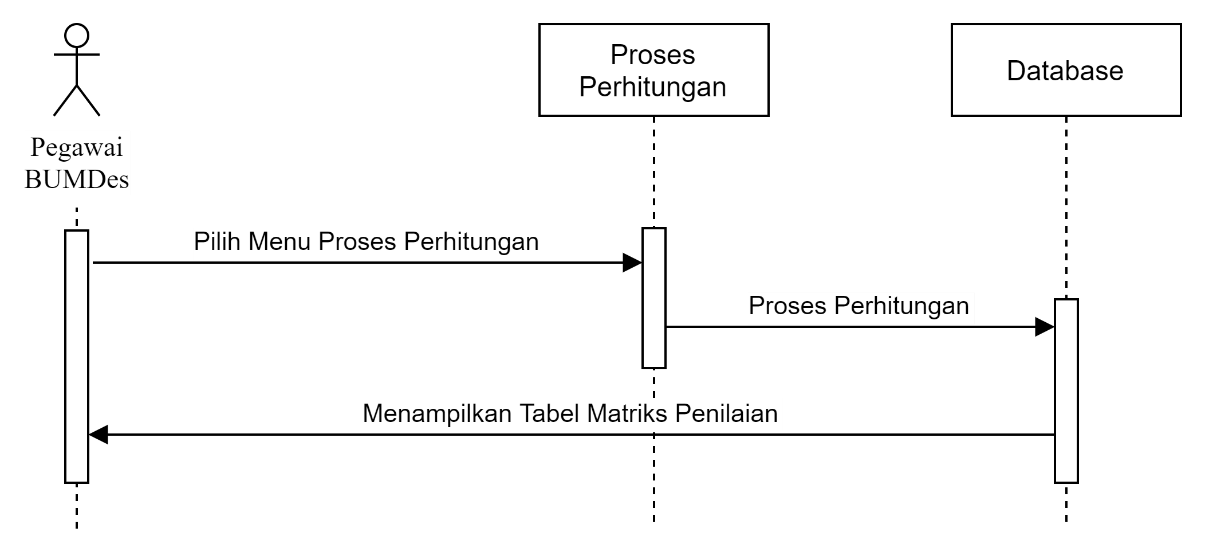 Proses
Perhitungan
Database
Pegawai
BUMDes
Pilih Menu Proses Perhitungan
Proses Perhitungan
Menampilkan Tabel Matriks Penilaian